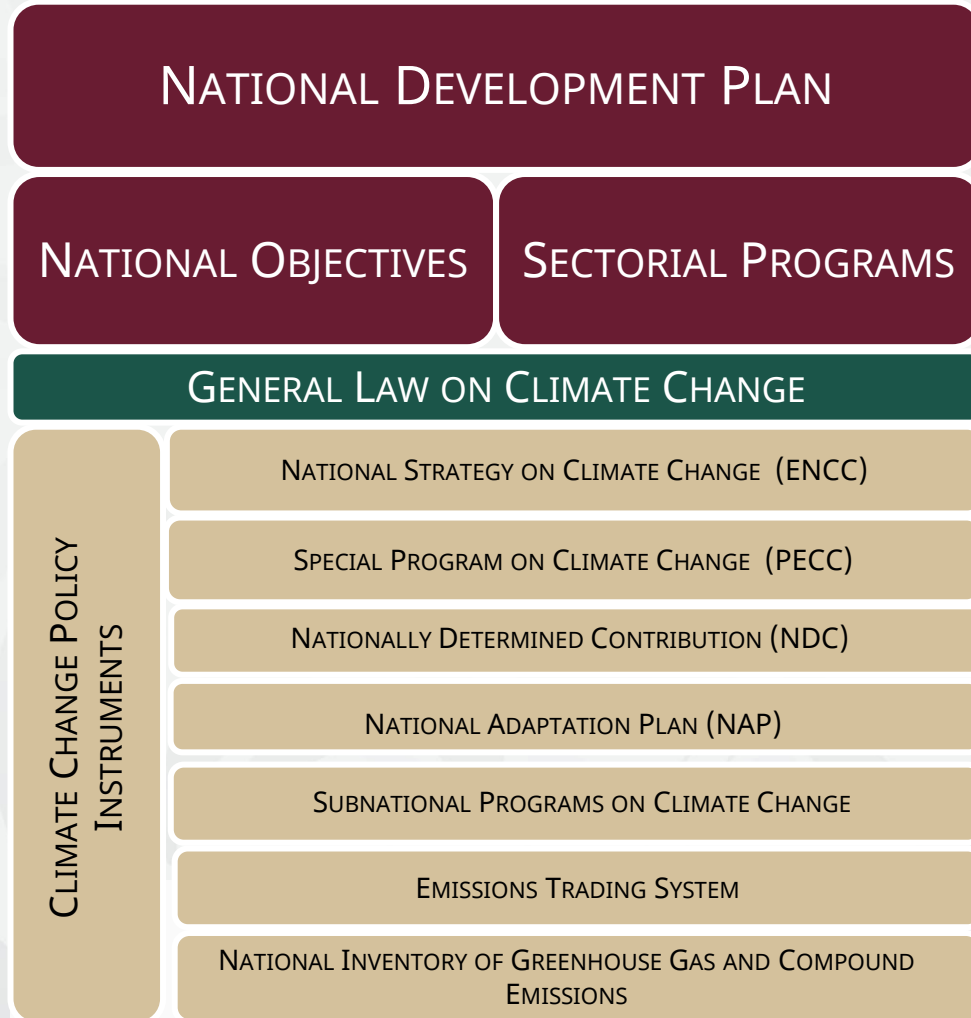 National Development Plan
National Objectives
Sectorial Programs
General Law on Climate Change
Climate Change Policy
Instruments
National Strategy on Climate Change (ENCC)
Special Program on Climate Change (PECC)
Nationally Determined Contribution (NDC)
National Adaptation Plan (NAP)
Subnational Programs on Climate Change
Emissions Trading System
National Inventory of Greenhouse Gas and Compound
Emissions